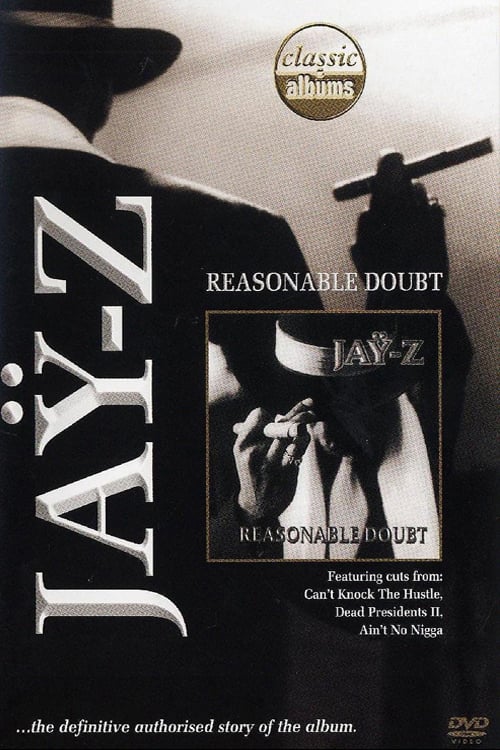 classic
albums
JAŸ-Z
REASONABLE DOUBT
JAŸ-Z
REASONABLE DOUBT
Featuring cuts from:
Can't Knock The Hustle,
Dead Presidents II,
Ain't No Nigga
...the definitive authorised story of the album.
DVD
VIDEO